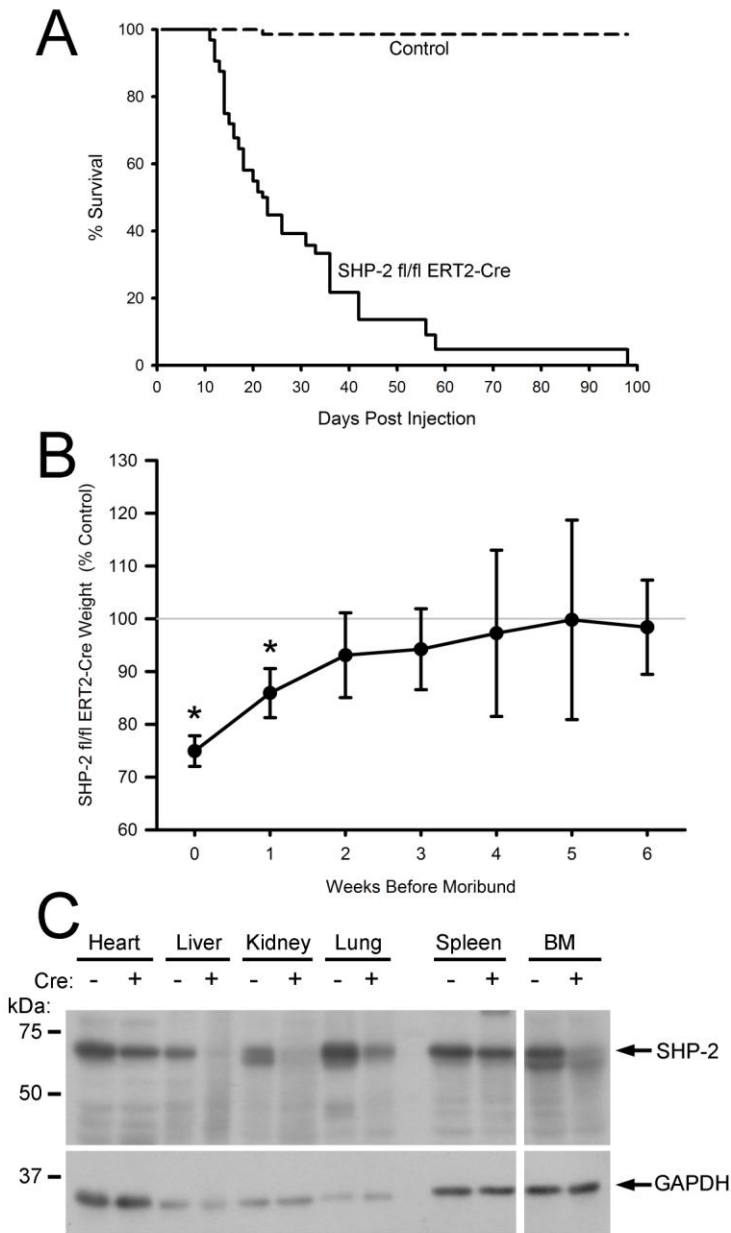 A
100
80
60
40
20
0
% Survival
Control
SHP-2 fl/fl ERT2-Cre
0 10 20 30 40 50 60 70 80 90 100
Days Post Injection
B
130
120
110
100
90
80
70
60
SHP-2 fl/fl ERT2-Cre Weight (% Control)
*
*
0 1 2 3 4 5 6
Weeks Before Moribund
C
Heart Liver Kidney Lung Spleen BM
Cre: - + - + - + - + - + - +
kDa:
75
50
SHP-2
37
GAPDH